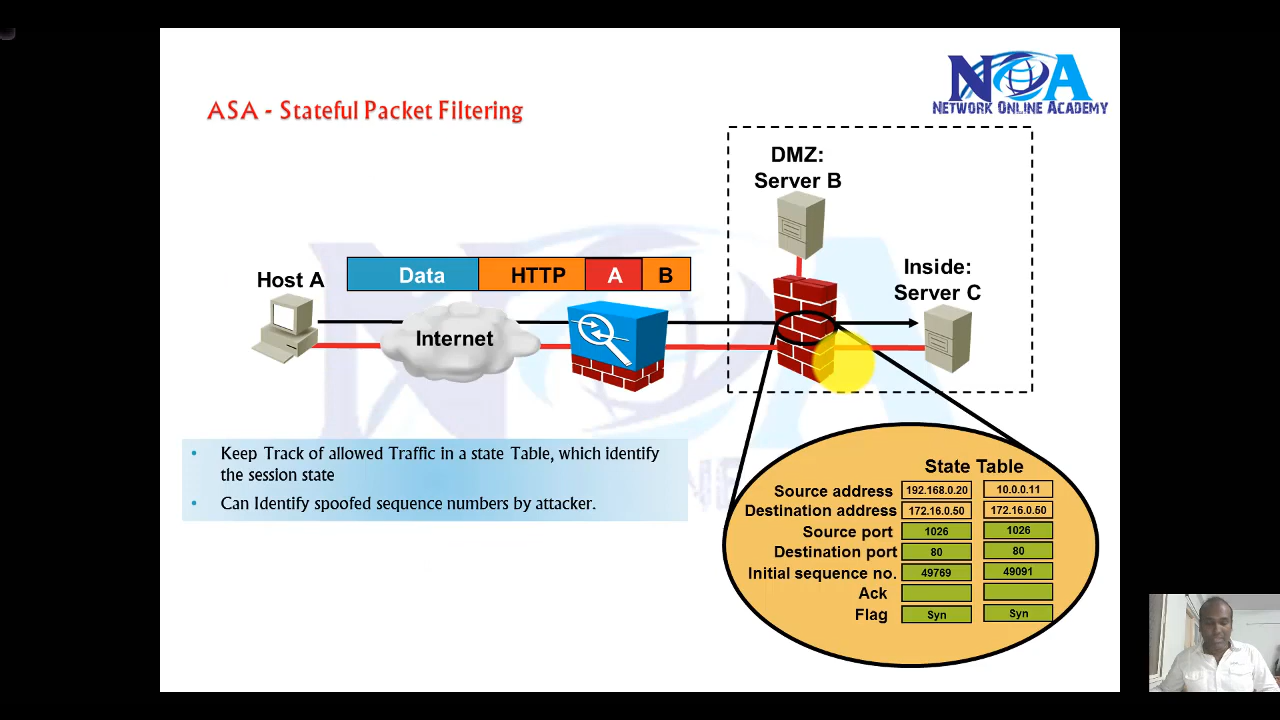 NOA
NETWORK ONLINE ACADEMY
ASA - Stateful Packet Filtering
DMZ:
Server B
Inside:
Server C
Host A
Data HTTP A B
Internet
• Keep Track of allowed Traffic in a state Table, which identify
the session state
• Can Identify spoofed sequence numbers by attacker.
State Table
Source address 192.168.0.20 10.0.0.11
Destination address 172.16.0.50 172.16.0.50
Source port 1026 1026
Destination port 80 80
Initial sequence no. 49769 49091
Ack
Flag Syn Syn